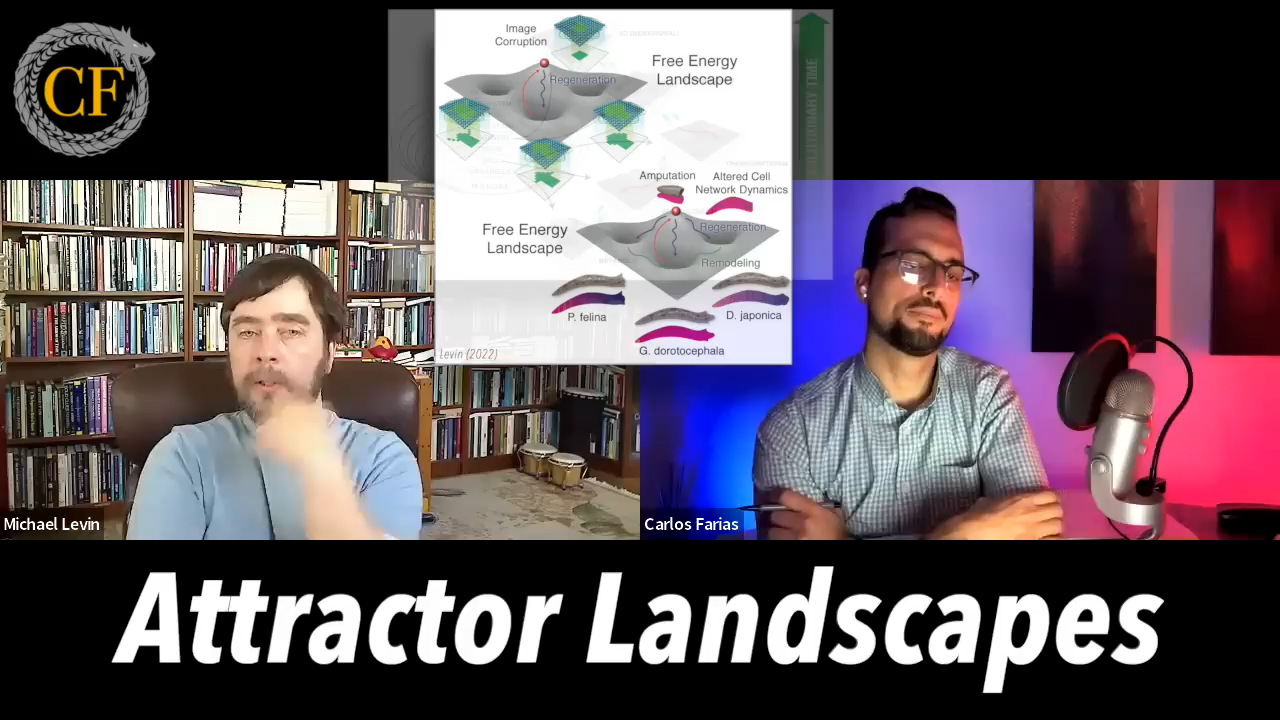 CF
Image
Corruption
Free Energy
Landscape
Regeneration
Amputation
Altered Cell
Network Dynamics
Free Energy
Landscape
Regeneration
Remodeling
P. felina
D. japonica
G. dorotocephala
Levin (2022)
TIME
Michael Levin
Carlos Farias
Attractor Landscapes